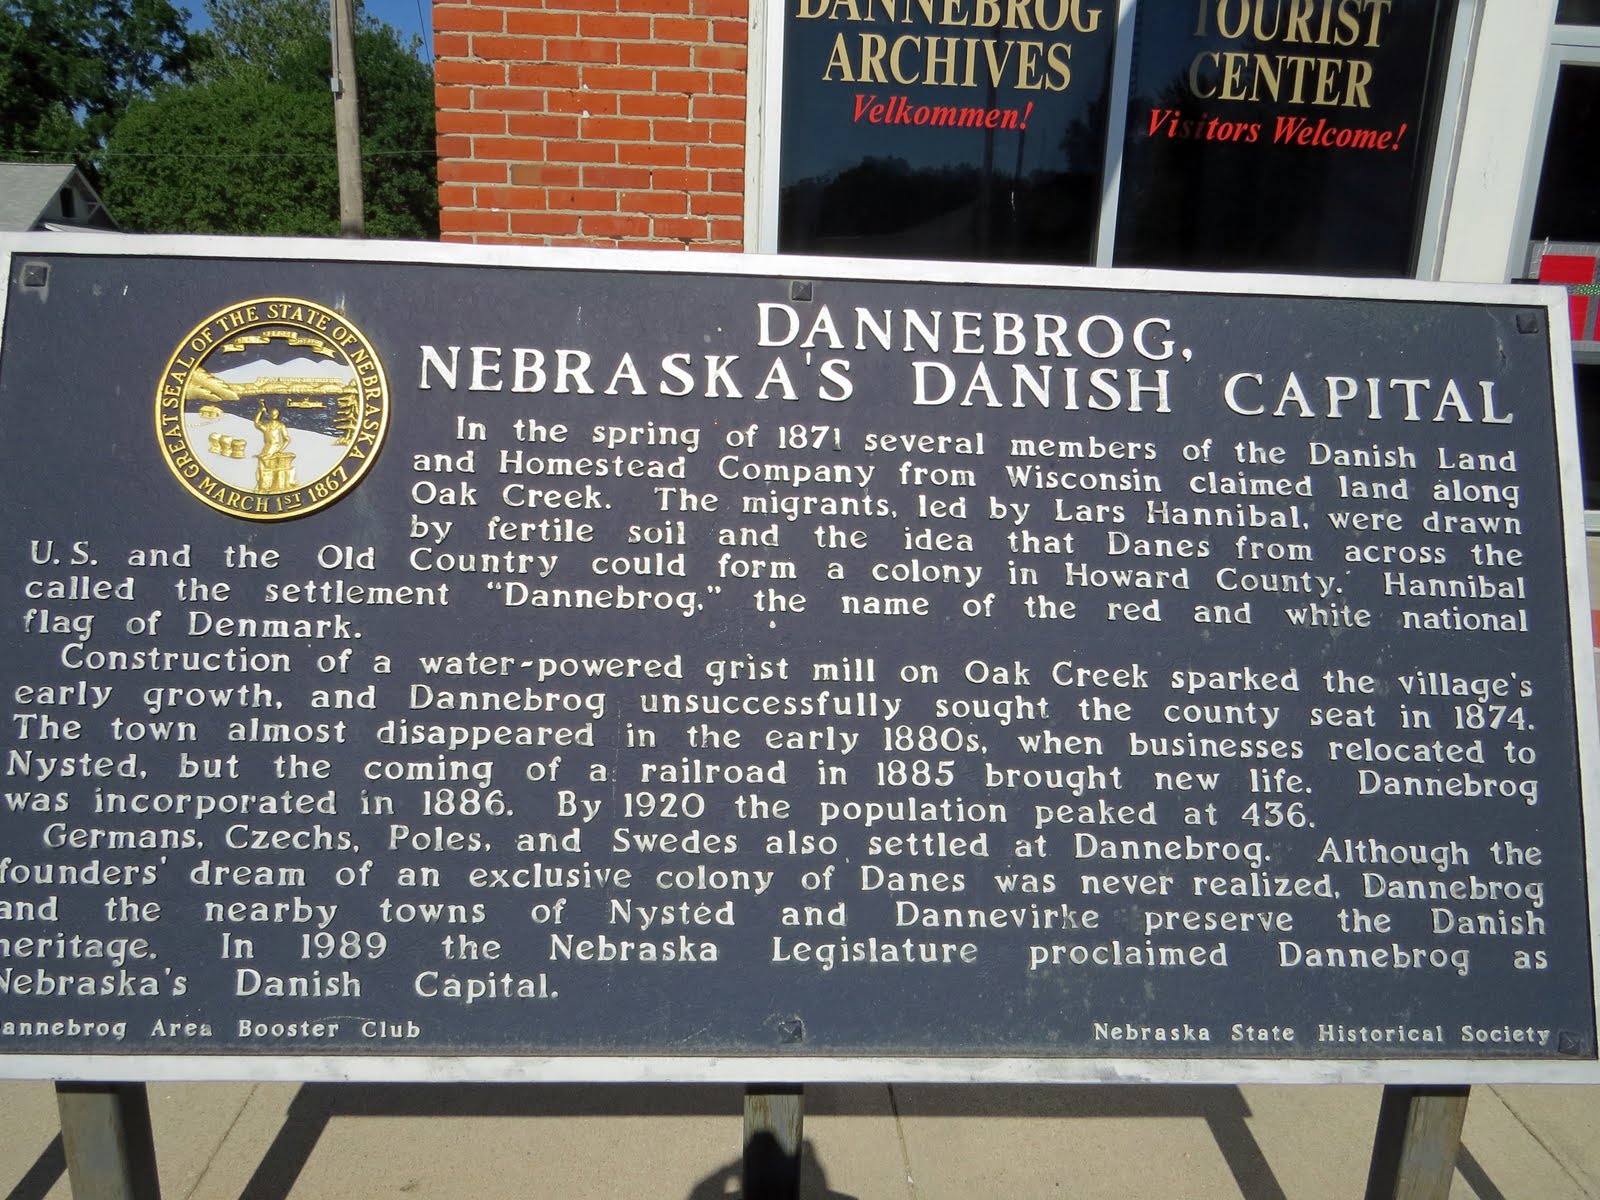 DANNEBROG
ARCHIVES
Velkommen!
TOURIST
CENTER
Visitors Welcome!
GREAT SEAL OF THE STATE OF NEBRASKA
MARCH 1ST 1867
DANNEBROG,
NEBRASKA'S DANISH CAPITAL
In the spring of 1871 several members of the Danish Land
and Homestead Company from Wisconsin claimed land along
Oak Creek. The migrants, led by Lars Hannibal, were drawn
by fertile soil and the idea that Danes from across the
U.S. and the Old Country could form a colony in Howard County. Hannibal
called the settlement "Dannebrog," the name of the red and white national
flag of Denmark.
Construction of a water-powered grist mill on Oak Creek sparked the village's
early growth, and Dannebrog unsuccessfully sought the county seat in 1874.
The town almost disappeared in the early 1880s, when businesses relocated to
Nysted, but the coming of a railroad in 1885 brought new life. Dannebrog
was incorporated in 1886. By 1920 the population peaked at 436.
Germans, Czechs, Poles, and Swedes also settled at Dannebrog. Although the
founders' dream of an exclusive colony of Danes was never realized, Dannebrog
and the nearby towns of Nysted and Dannevirke preserve the Danish
heritage. In 1989 the Nebraska Legislature proclaimed Dannebrog as
Nebraska's Danish Capital.
annebrog Area Booster Club
Nebraska State Historical Society